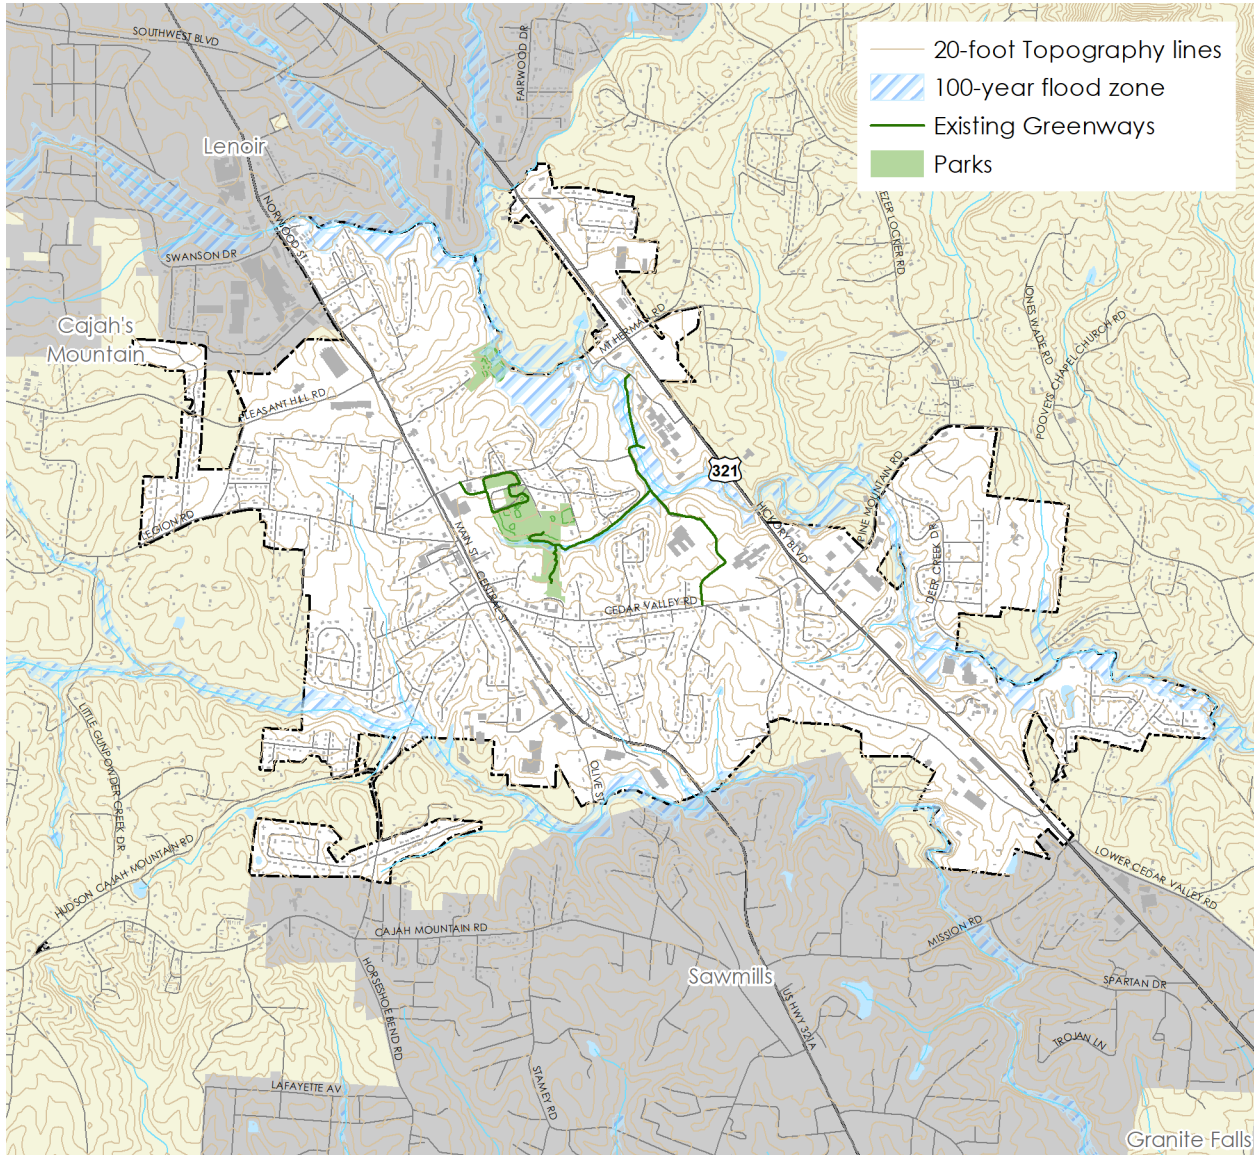 20-foot Topography lines
100-year flood zone
Existing Greenways
Parks
SOUTHWEST BLVD
FAIRWOOD DR
Lenoir
NORWOOD ST
SWANSON DR
EZER LOCKER RD
JONES WADE RD
POOVEYS CHAPEL CHURCH RD
Cajah's
Mountain
MT HERMAN RD
PLEASANT HILL RD
321
LEGION RD
MAIN ST
CENTRAL ST
HICKORY BLVD
PINE MOUNTAIN RD
DEER CREEK DR
CEDAR VALLEY RD
LITTLE GUNPOWDER CREEK DR
OLIVE ST
HUDSON CAJAH MOUNTAIN RD
LOWER CEDAR VALLEY RD
CAJAH MOUNTAIN RD
MISSION RD
HORSESHOE BEND RD
Sawmills
US HWY 321A
SPARTAN DR
TROJAN LN
LAFAYETTE AV
STAMEY RD
Granite Falls